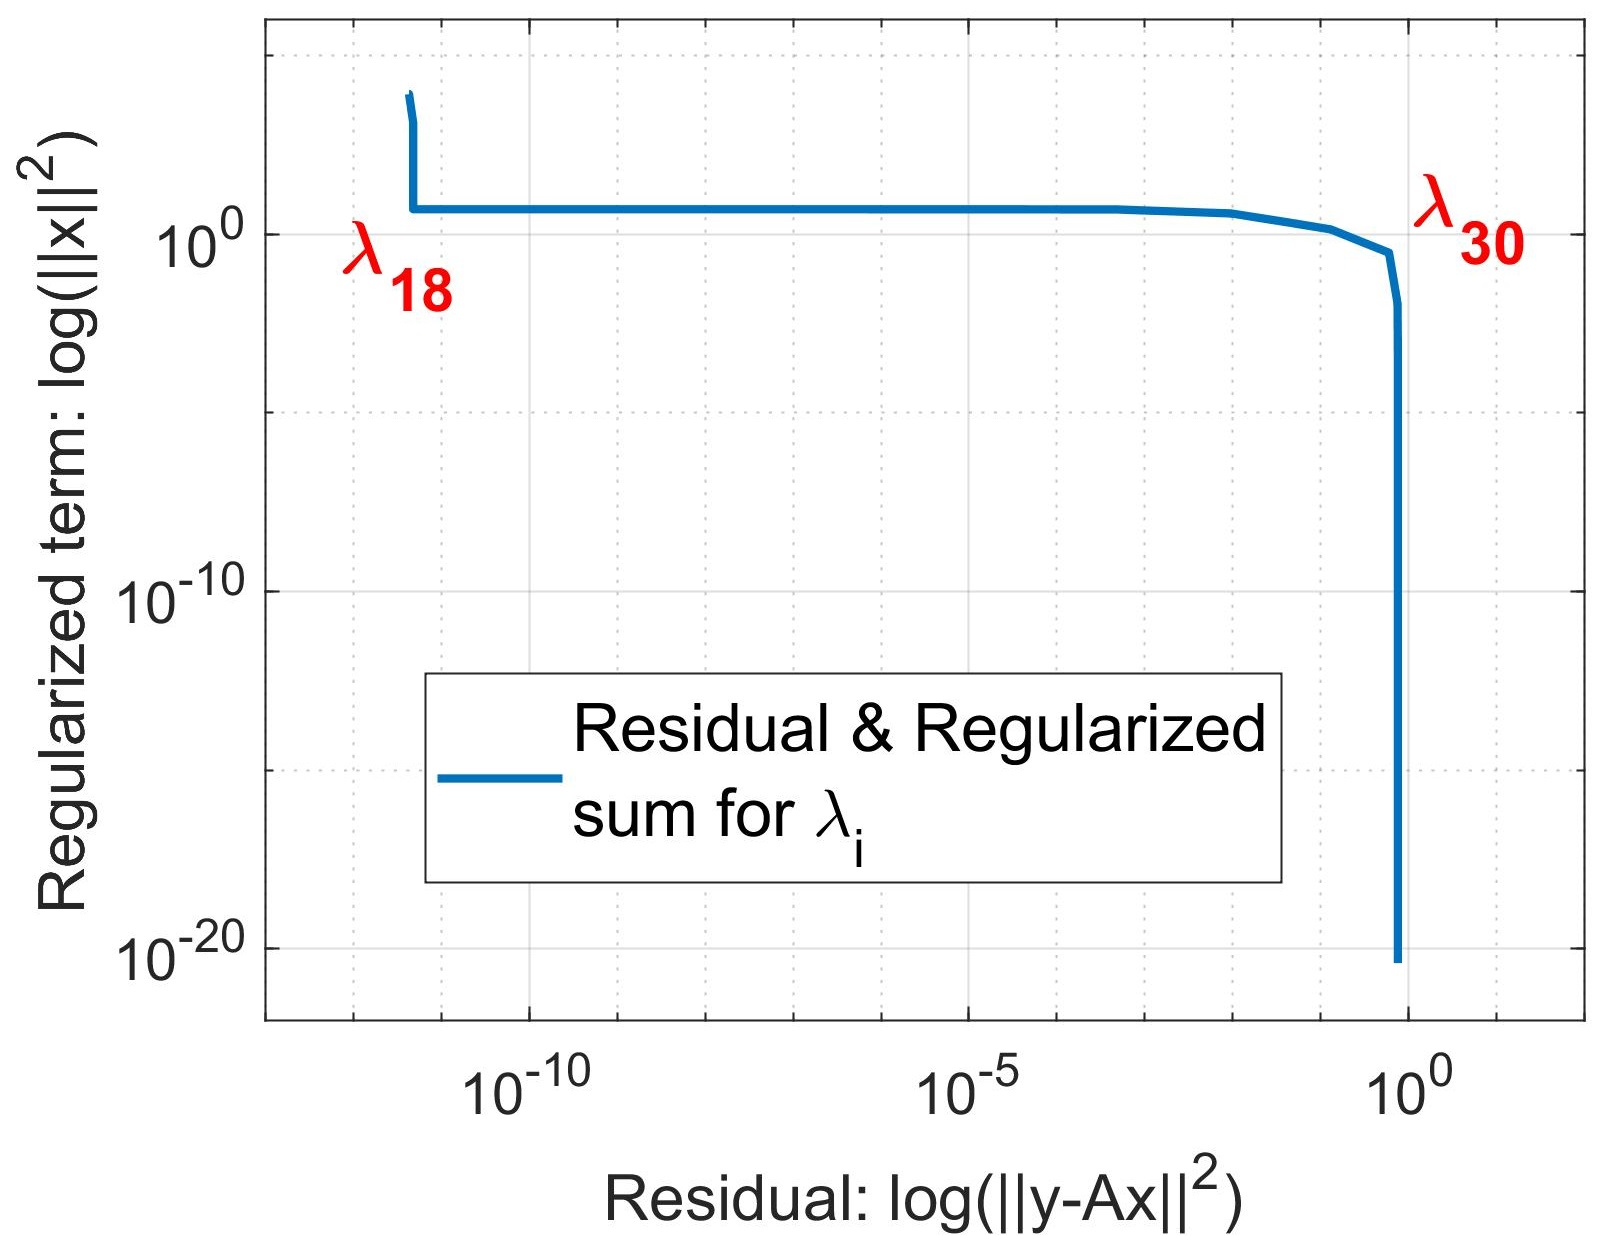 Regularized term: log(||x||²)
10⁰
10⁻¹⁰
10⁻²⁰
λ₁₈
λ₃₀
Residual & Regularized
sum for λᵢ
10⁻¹⁰
10⁻⁵
10⁰
Residual: log(||y-Ax||²)